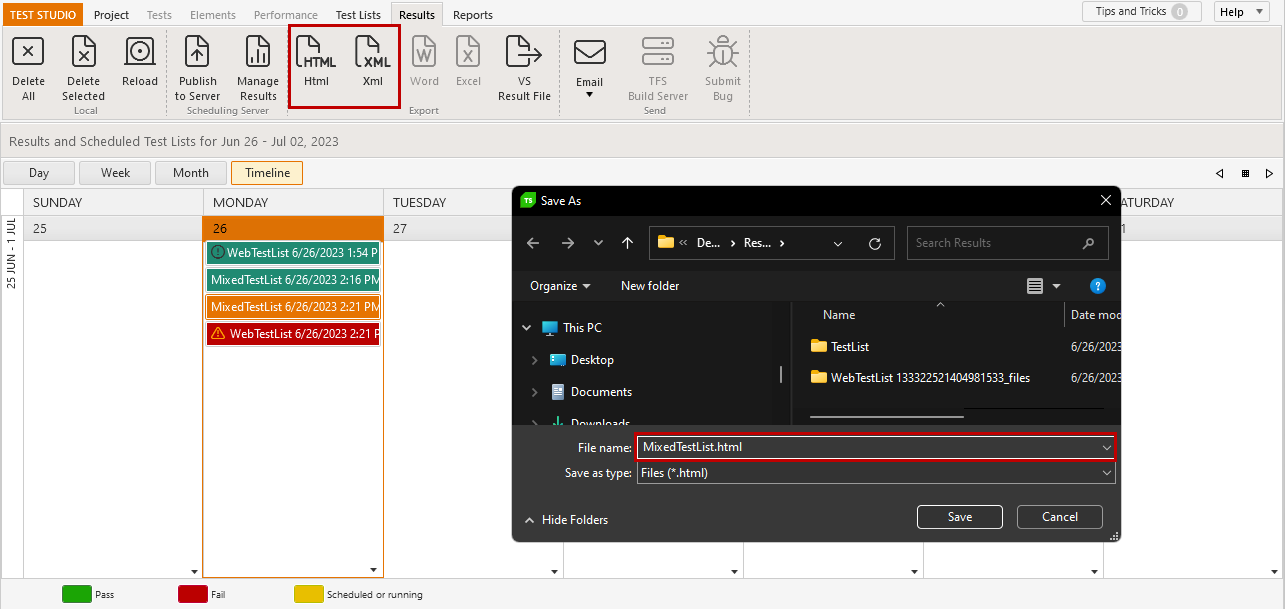 TEST STUDIO Project Tests Elements Performance Test Lists Results Reports Tips and Tricks 0 Help
HTML XML W X
Delete All
Delete Selected
Reload
Local
Publish to Server
Manage Results
Scheduling Server
Html
Xml
Word
Excel
VS Result File
Export
Email
TFS Build Server
Submit Bug
Send
Results and Scheduled Test Lists for Jun 26 - Jul 02, 2023
Day Week Month Timeline
SUNDAY MONDAY TUESDAY ATURDAY
25 JUN - 1 JUL
25 26 27 1
WebTestList 6/26/2023 1:54 P
MixedTestList 6/26/2023 2:16 PM
MixedTestList 6/26/2023 2:21 PM
WebTestList 6/26/2023 2:21 P
TS Save As
« De... › Res... ›
Search Results
Organize New folder ?
This PC
Desktop
Documents
Downloads
Name Date mod
TestList 6/26/2023
WebTestList 133322521404981533_files 6/26/2023
File name: MixedTestList.html
Save as type: Files (*.html)
Hide Folders Save Cancel
Pass Fail Scheduled or running